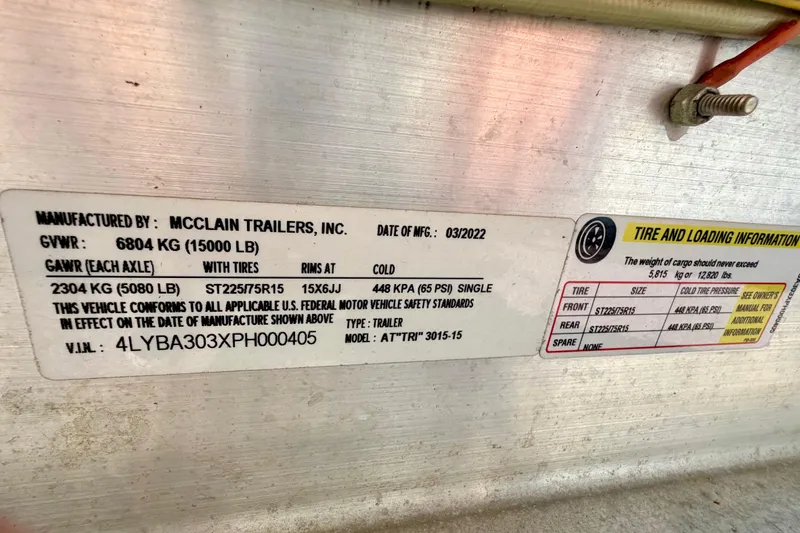 MANUFACTURED BY : MCCLAIN TRAILERS, INC. DATE OF MFG. : 03/2022
GVWR : 6804 KG (15000 LB)
GAWR (EACH AXLE) WITH TIRES RIMS AT COLD
2304 KG (5080 LB) ST225/75R15 15X6JJ 448 KPA (65 PSI) SINGLE
THIS VEHICLE CONFORMS TO ALL APPLICABLE U.S. FEDERAL MOTOR VEHICLE SAFETY STANDARDS
IN EFFECT ON THE DATE OF MANUFACTURE SHOWN ABOVE TYPE : TRAILER
V.I.N. : 4LYBA303XPH000405 MODEL : AT"TRI" 3015-15
TIRE AND LOADING INFORMATION
The weight of cargo should never exceed
5,815 kg or 12,820 lbs.
TIRE SIZE COLD TIRE PRESSURE
FRONT ST225/75R15 448 KPA (65 PSI)
REAR ST225/75R15 448 KPA (65 PSI)
SPARE NONE
SEE OWNER'S
MANUAL FOR
ADDITIONAL
INFORMATION